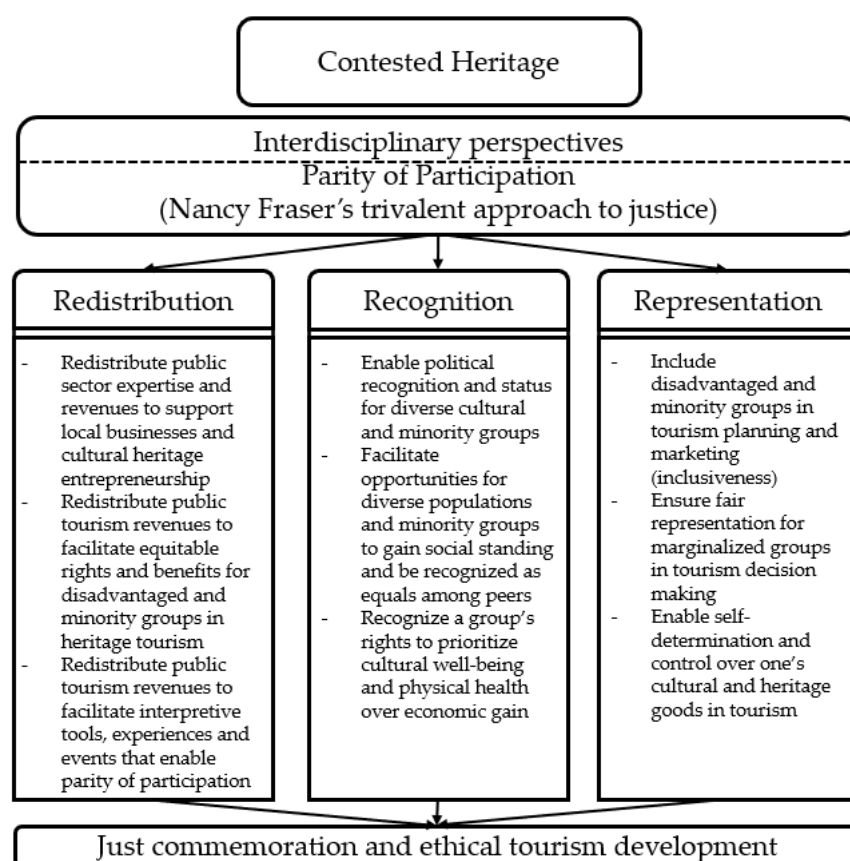 Contested Heritage
Interdisciplinary perspectives
Parity of Participation
(Nancy Fraser's trivalent approach to justice)
Redistribution
- Redistribute public
sector expertise and
revenues to support
local businesses and
cultural heritage
entrepreneurship
- Redistribute public
tourism revenues to
facilitate equitable
rights and benefits for
disadvantaged and
minority groups in
heritage tourism
- Redistribute public
tourism revenues to
facilitate interpretive
tools, experiences and
events that enable
parity of participation
Recognition
- Enable political
recognition and status
for diverse cultural
and minority groups
- Facilitate
opportunities for
diverse populations
and minority groups
to gain social standing
and be recognized as
equals among peers
- Recognize a group's
rights to prioritize
cultural well-being
and physical health
over economic gain
Representation
- Include
disadvantaged and
minority groups in
tourism planning and
marketing
(inclusiveness)
- Ensure fair
representation for
marginalized groups
in tourism decision
making
- Enable self-
determination and
control over one's
cultural and heritage
goods in tourism
Just commemoration and ethical tourism development